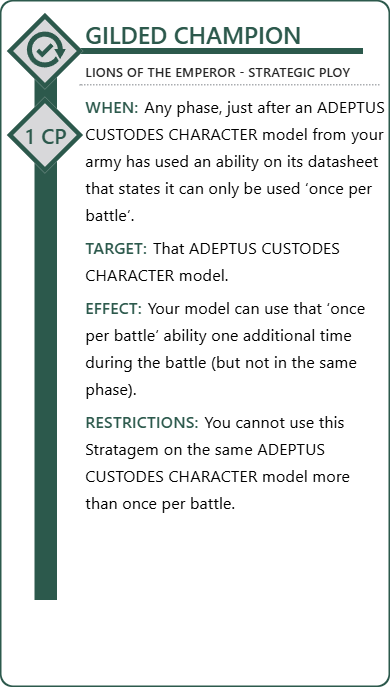 GILDED CHAMPION
LIONS OF THE EMPEROR - STRATEGIC PLOY
1 CP
WHEN: Any phase, just after an ADEPTUS
CUSTODES CHARACTER model from your
army has used an ability on its datasheet
that states it can only be used ‘once per
battle’.
TARGET: That ADEPTUS CUSTODES
CHARACTER model.
EFFECT: Your model can use that ‘once
per battle’ ability one additional time
during the battle (but not in the same
phase).
RESTRICTIONS: You cannot use this
Stratagem on the same ADEPTUS
CUSTODES CHARACTER model more
than once per battle.